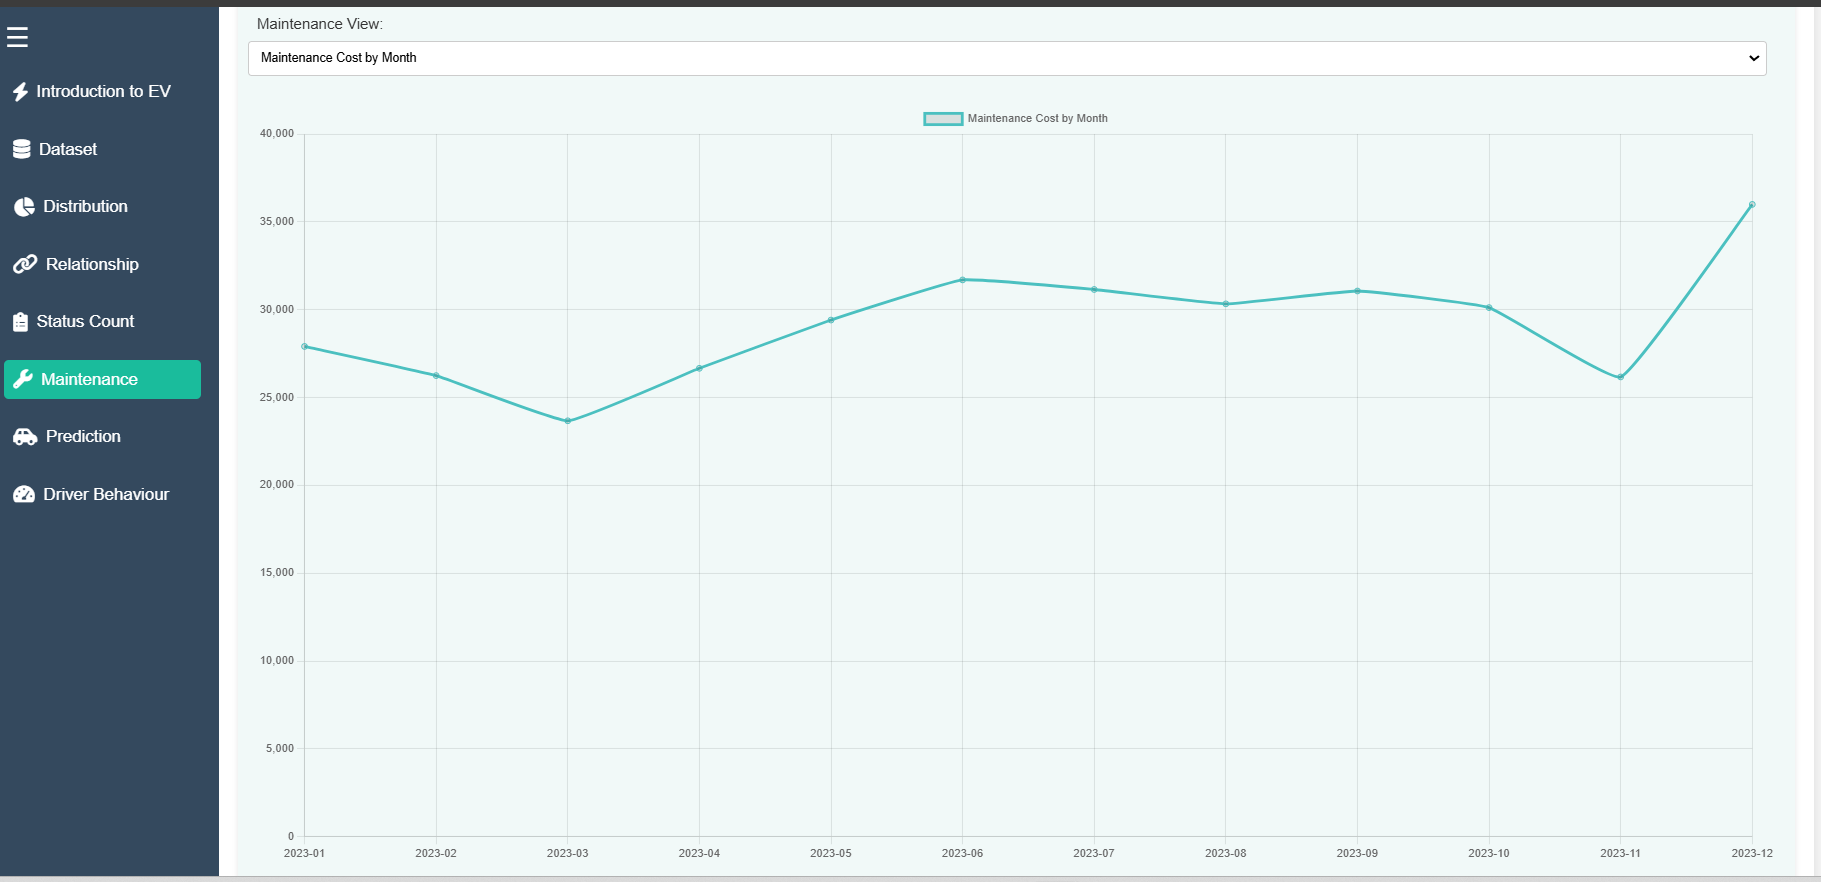 Maintenance View:
Maintenance Cost by Month
Introduction to EV
Dataset
Distribution
Relationship
Status Count
Maintenance
Prediction
Driver Behaviour
Maintenance Cost by Month
40,000
35,000
30,000
25,000
20,000
15,000
10,000
5,000
0
2023-01 2023-02 2023-03 2023-04 2023-05 2023-06 2023-07 2023-08 2023-09 2023-10 2023-11 2023-12